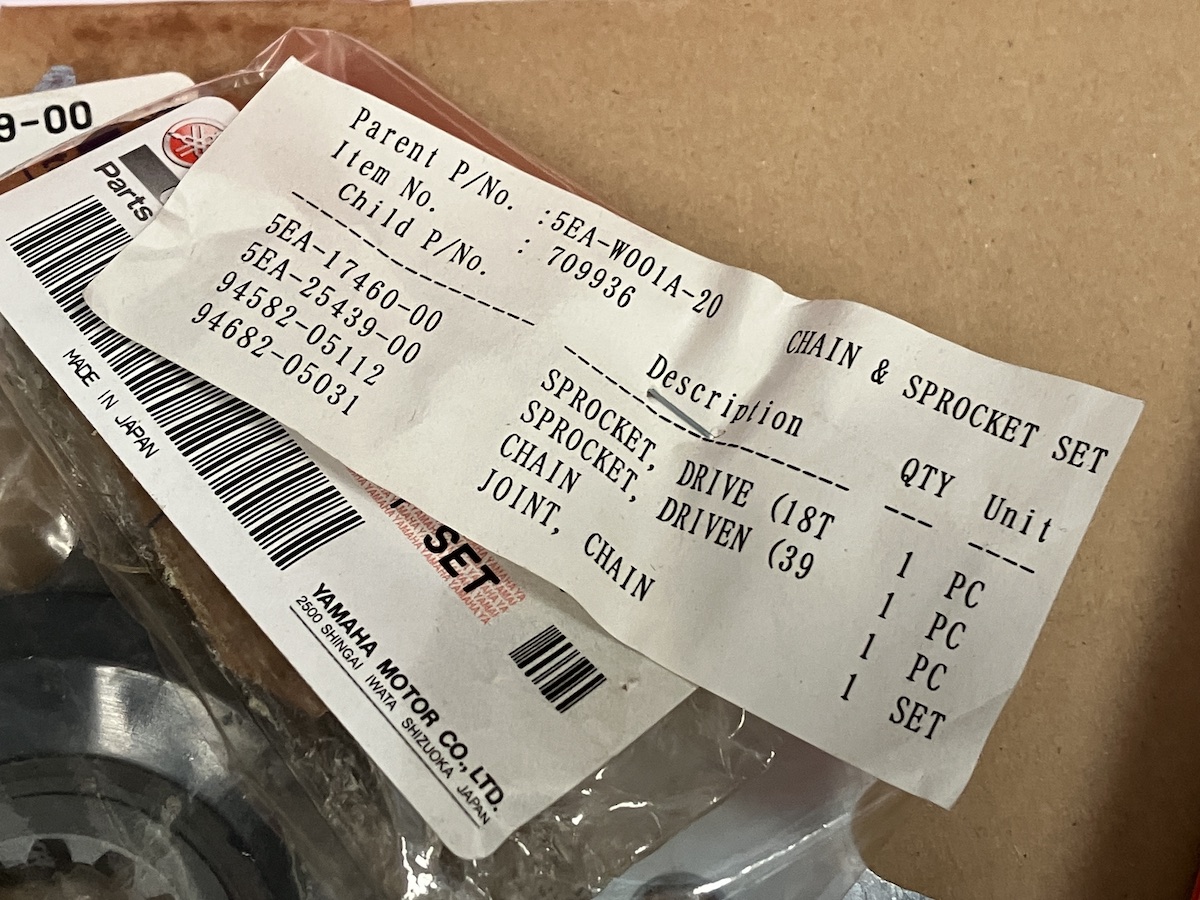 9-00
Parts
MADE IN JAPAN
SET
YAMAHA MOTOR CO., LTD.
2500 SHINGAI IWATA SHIZUOKA JAPAN
Parent P/No. :5EA-W001A-20 CHAIN & SPROCKET SET
Item No. : 709936
Child P/No. Description QTY Unit
5EA-17460-00 SPROCKET, DRIVE (18T 1 PC
5EA-25439-00 SPROCKET, DRIVEN (39 1 PC
94582-05112 CHAIN 1 PC
94682-05031 JOINT, CHAIN 1 SET